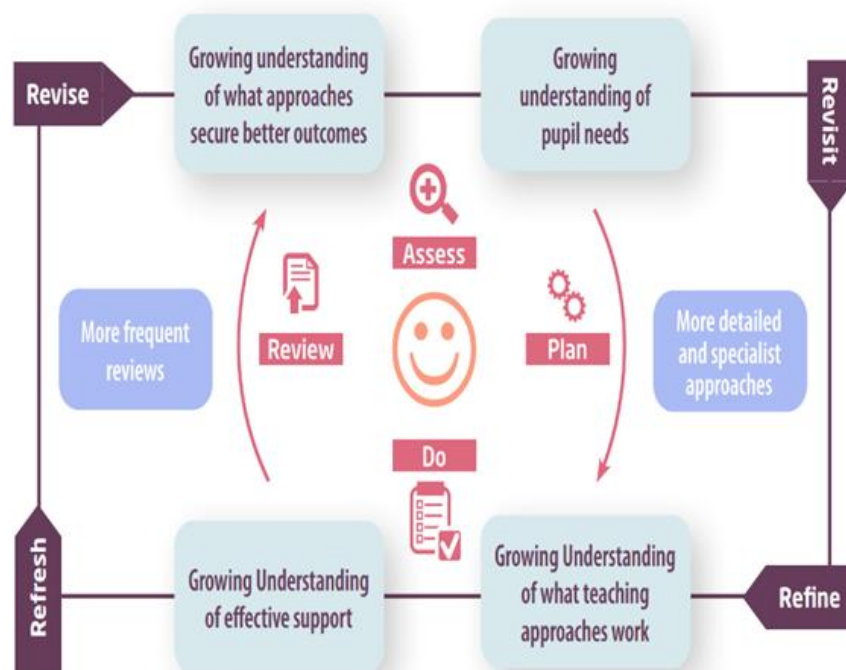 Revise
Growing understanding
of what approaches
secure better outcomes
Growing
understanding of
pupil needs
Revisit
Assess
More frequent
reviews
Review
Plan
More detailed
and specialist
approaches
Do
Refresh
Growing Understanding
of effective support
Growing Understanding
of what teaching
approaches work
Refine